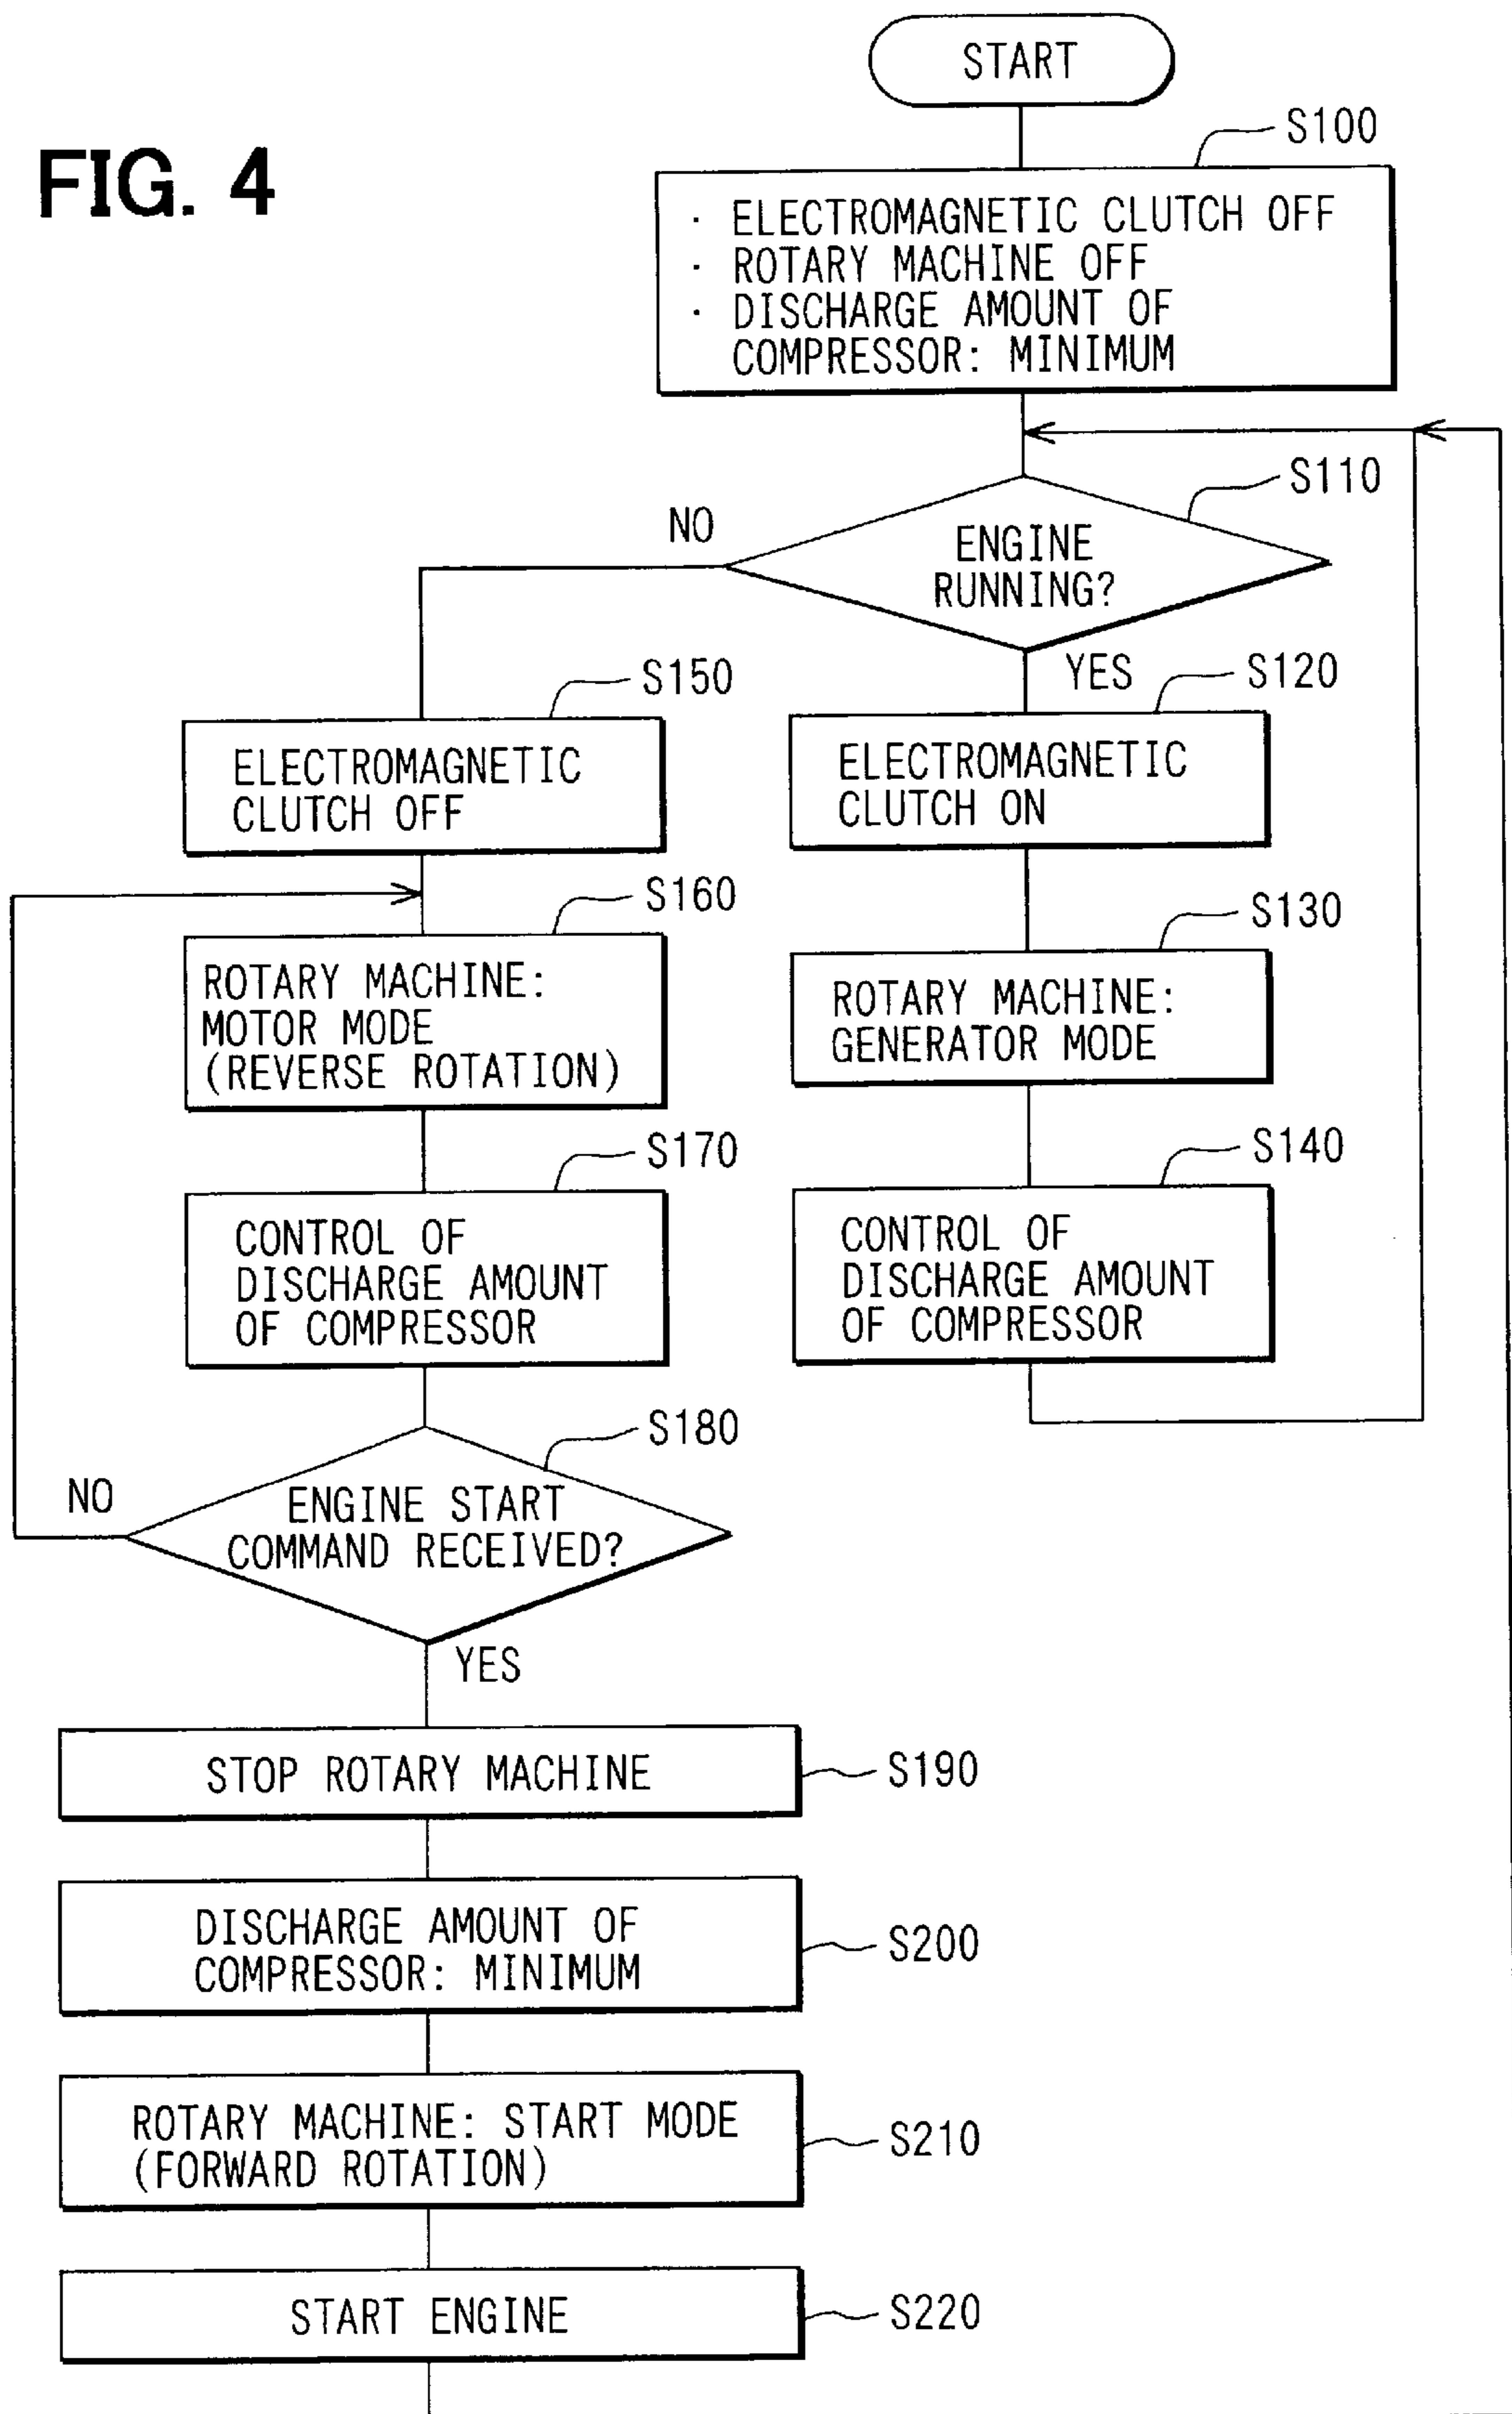 FIG. 4
START
S100
· ELECTROMAGNETIC CLUTCH OFF
· ROTARY MACHINE OFF
· DISCHARGE AMOUNT OF
COMPRESSOR: MINIMUM
S110
ENGINE
RUNNING?
NO
YES
S120
ELECTROMAGNETIC
CLUTCH ON
S130
ROTARY MACHINE:
GENERATOR MODE
S140
CONTROL OF
DISCHARGE AMOUNT
OF COMPRESSOR
S150
ELECTROMAGNETIC
CLUTCH OFF
S160
ROTARY MACHINE:
MOTOR MODE
(REVERSE ROTATION)
S170
CONTROL OF
DISCHARGE AMOUNT
OF COMPRESSOR
S180
NO
ENGINE START
COMMAND RECEIVED?
YES
STOP ROTARY MACHINE
S190
DISCHARGE AMOUNT OF
COMPRESSOR: MINIMUM
S200
ROTARY MACHINE: START MODE
(FORWARD ROTATION)
S210
START ENGINE
S220